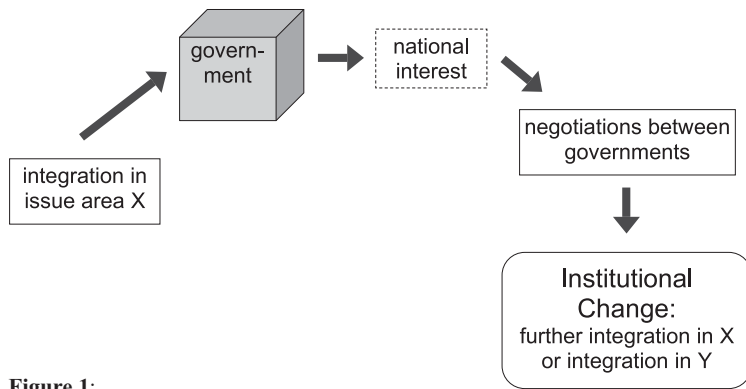 govern-
ment
national
interest
negotiations between
governments
integration in
issue area X
Institutional
Change:
further integration in X
or integration in Y
Figure 1: